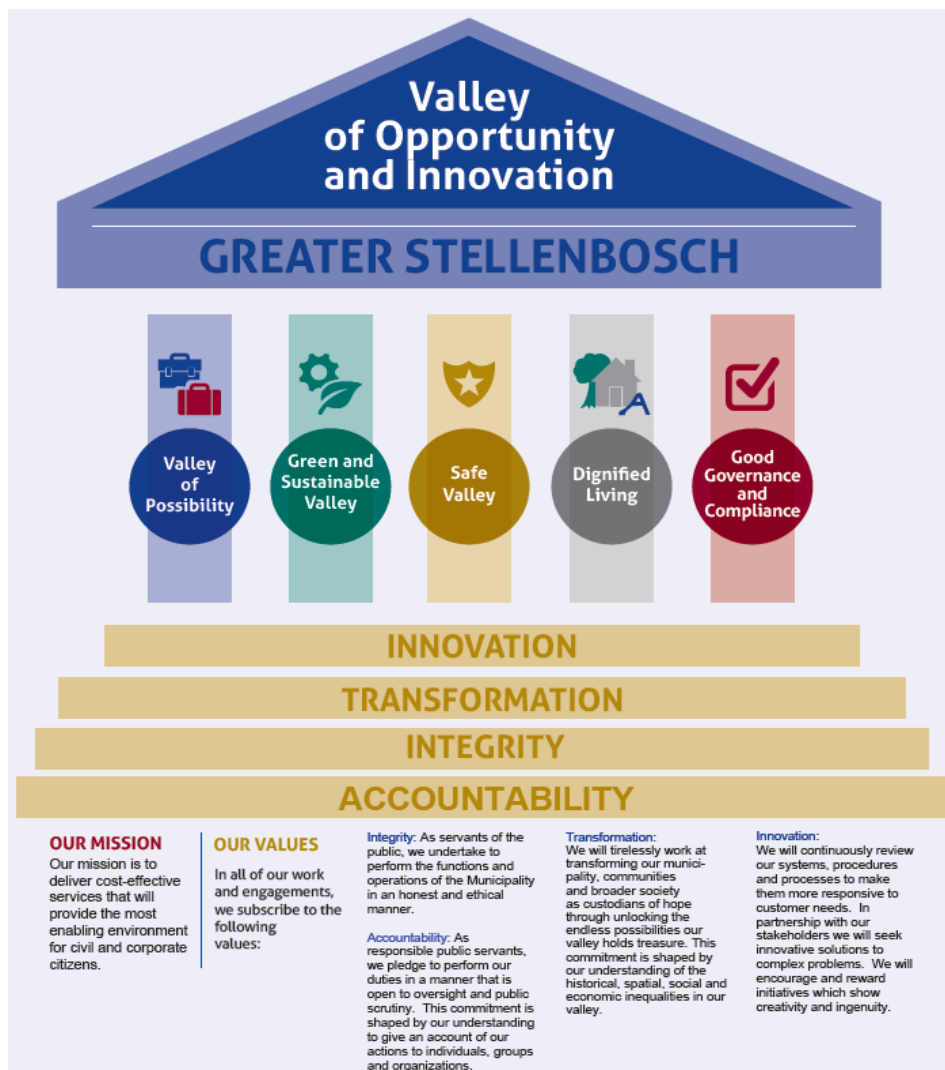 Valley
of Opportunity
and Innovation
GREATER STELLENBOSCH
Valley
of
Possibility
Green and
Sustainable
Valley
Safe
Valley
Dignified
Living
Good
Governance
and
Compliance
INNOVATION
TRANSFORMATION
INTEGRITY
ACCOUNTABILITY
OUR MISSION
Our mission is to
deliver cost-effective
services that will
provide the most
enabling environment
for civil and corporate
citizens.
OUR VALUES
In all of our work
and engagements,
we subscribe to the
following
values:
Integrity: As servants of the
public, we undertake to
perform the functions and
operations of the Municipality
in an honest and ethical
manner.
Accountability: As
responsible public servants,
we pledge to perform our
duties in a manner that is
open to oversight and public
scrutiny. This commitment is
shaped by our understanding
to give an account of our
actions to individuals, groups
and organizations.
Transformation:
We will tirelessly work at
transforming our munici-
pality, communities
and broader society
as custodians of hope
through unlocking the
endless possibilities our
valley holds treasure. This
commitment is shaped by
our understanding of the
historical, spatial, social and
economic inequalities in our
valley.
Innovation:
We will continuously review
our systems, procedures
and processes to make
them more responsive to
customer needs. In
partnership with our
stakeholders we will seek
innovative solutions to
complex problems. We will
encourage and reward
initiatives which show
creativity and ingenuity.